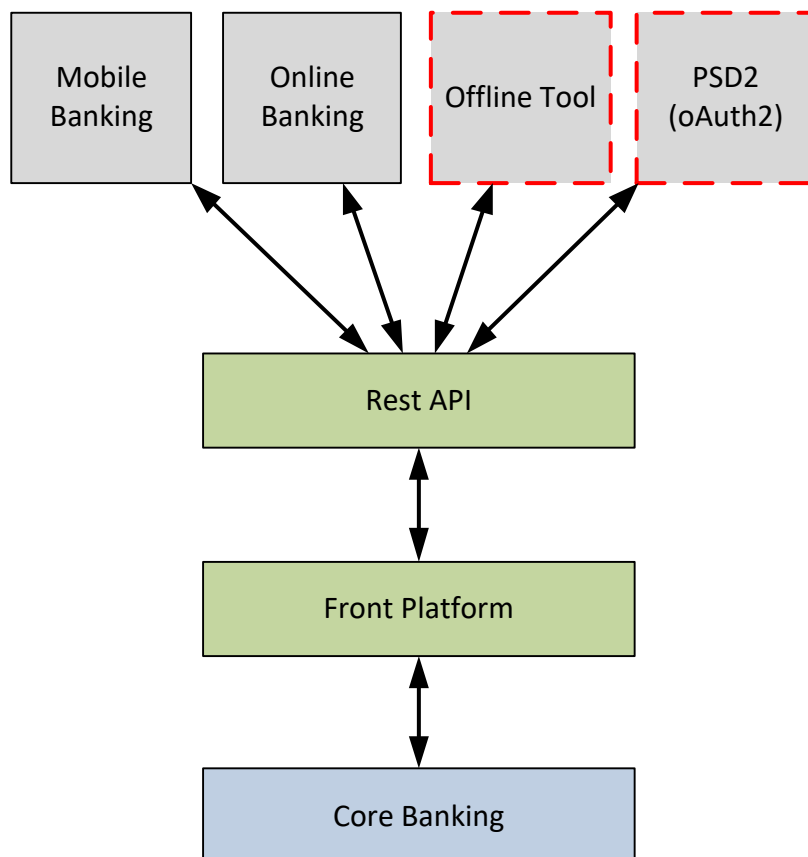 Mobile
Banking
Online
Banking
Offline Tool
PSD2
(oAuth2)
Rest API
Front Platform
Core Banking